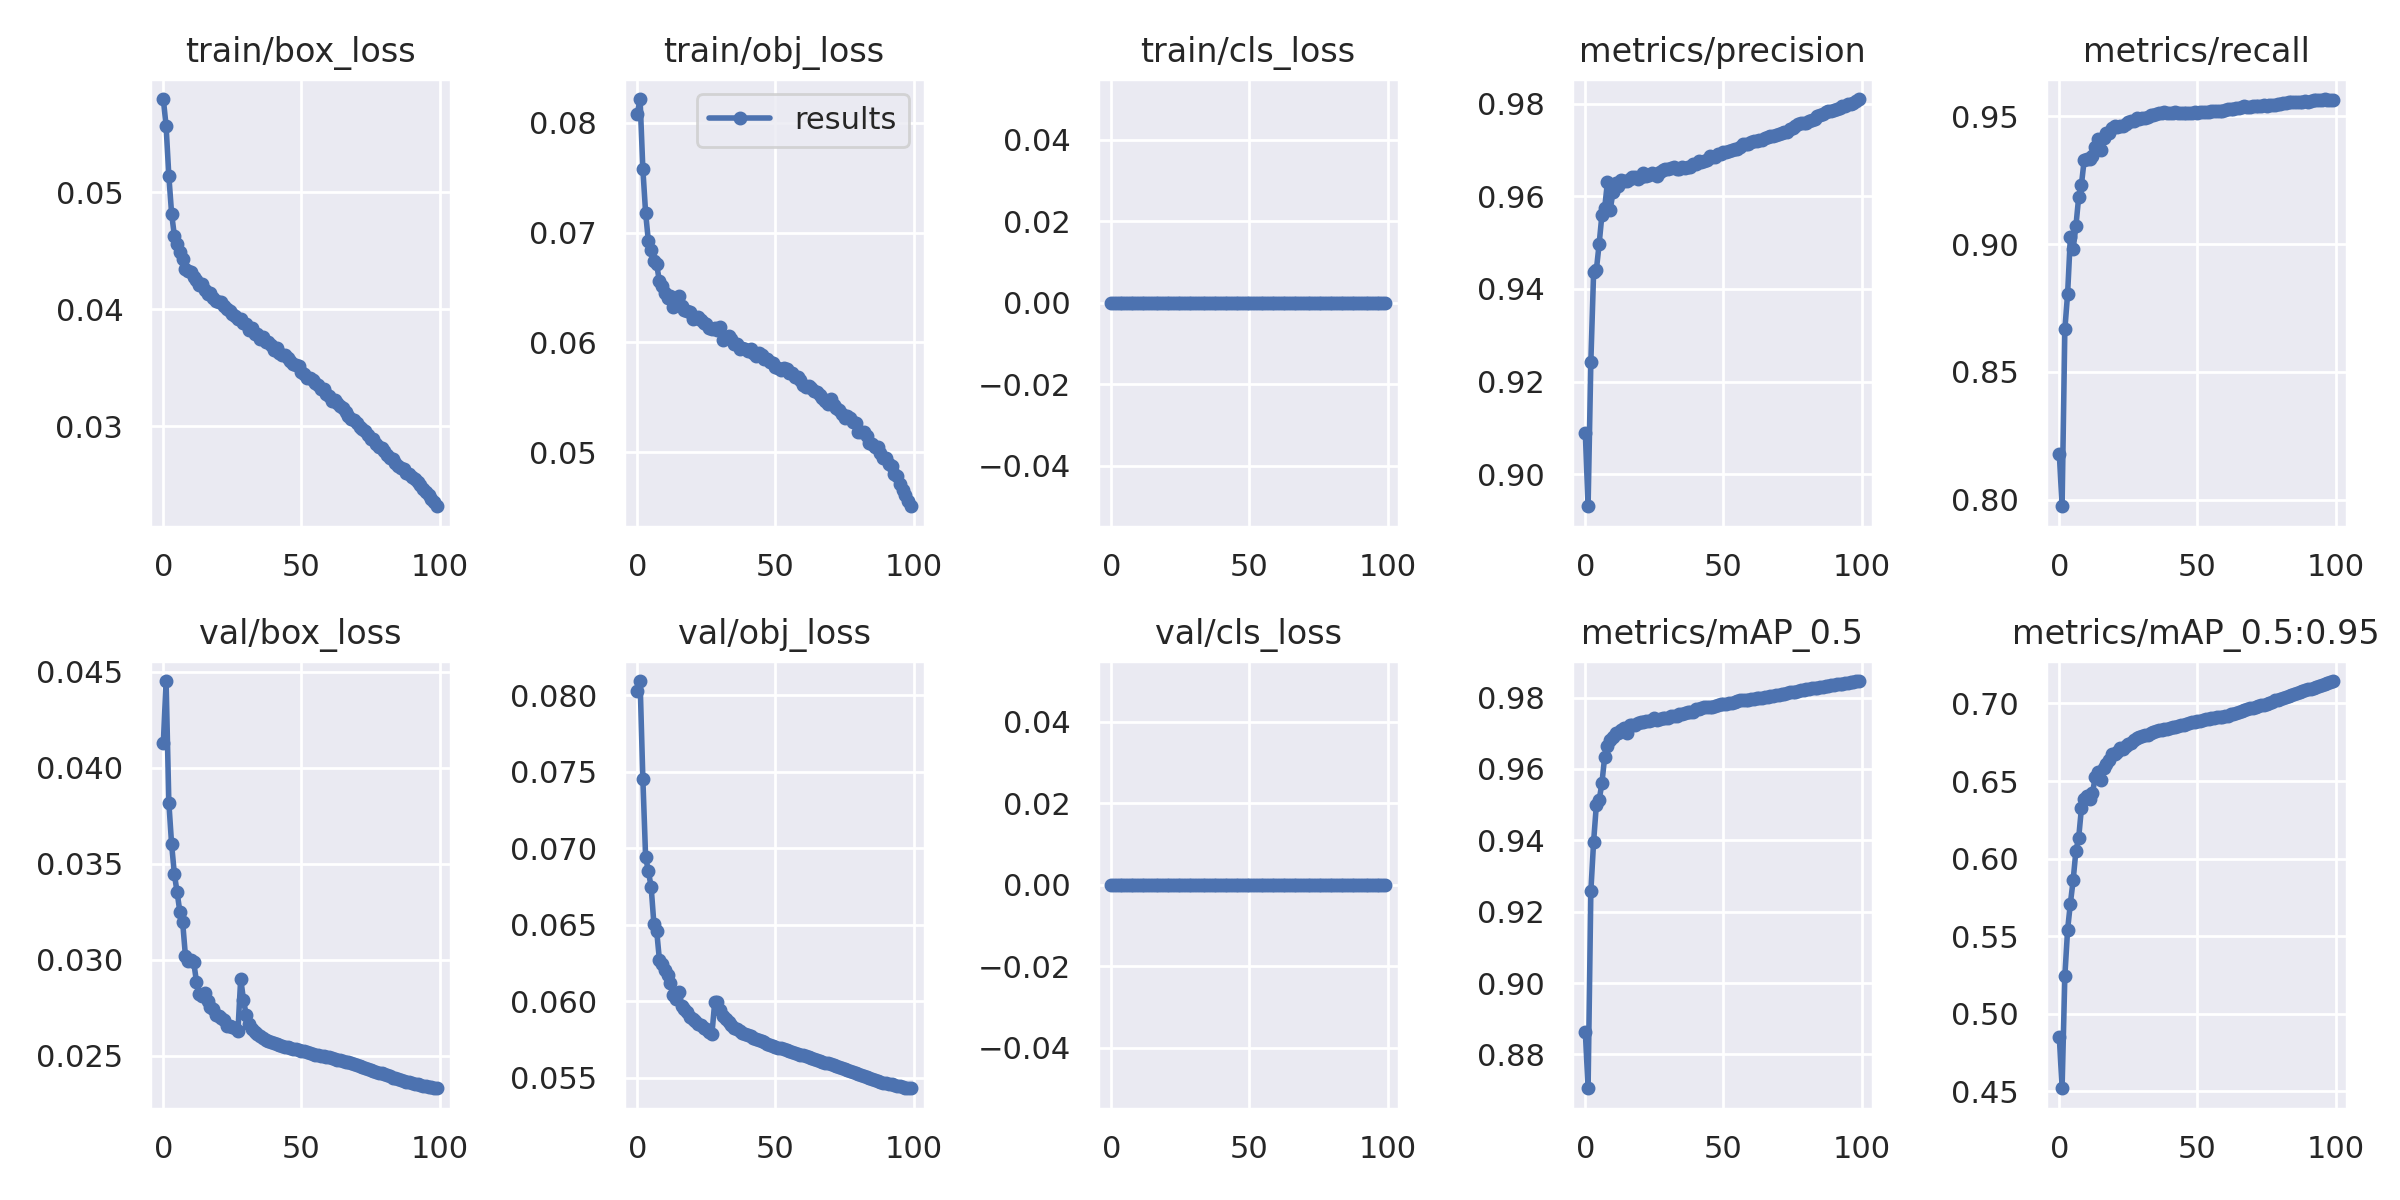 train/box_loss
train/obj_loss
train/cls_loss
metrics/precision
metrics/recall
0.05
0.04
0.03
0 50 100
results
0.08
0.07
0.06
0.05
0 50 100
0.04
0.02
0.00
−0.02
−0.04
0 50 100
0.98
0.96
0.94
0.92
0.90
0 50 100
0.95
0.90
0.85
0.80
0 50 100
val/box_loss
val/obj_loss
val/cls_loss
metrics/mAP_0.5
metrics/mAP_0.5:0.95
0.045
0.040
0.035
0.030
0.025
0 50 100
0.080
0.075
0.070
0.065
0.060
0.055
0 50 100
0.04
0.02
0.00
−0.02
−0.04
0 50 100
0.98
0.96
0.94
0.92
0.90
0.88
0 50 100
0.70
0.65
0.60
0.55
0.50
0.45
0 50 100